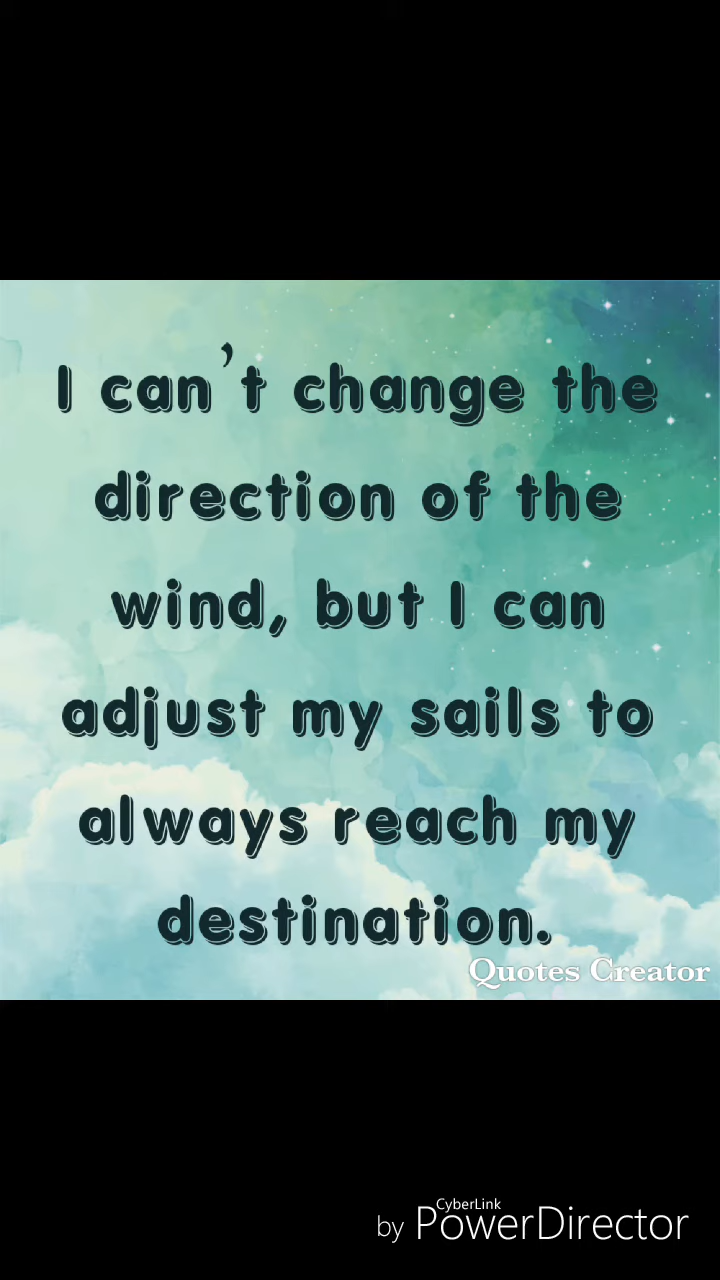 I can't change the
direction of the
wind, but I can
adjust my sails to
always reach my
destination.
Quotes Creator
CyberLink
by PowerDirector